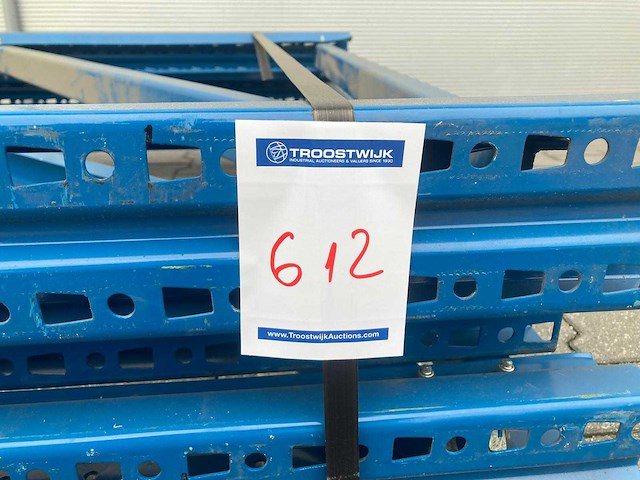 TROOSTWIJK
INDUSTRIAL AUCTIONEERS & VALUERS SINCE 1930
612
www.TroostwijkAuctions.com